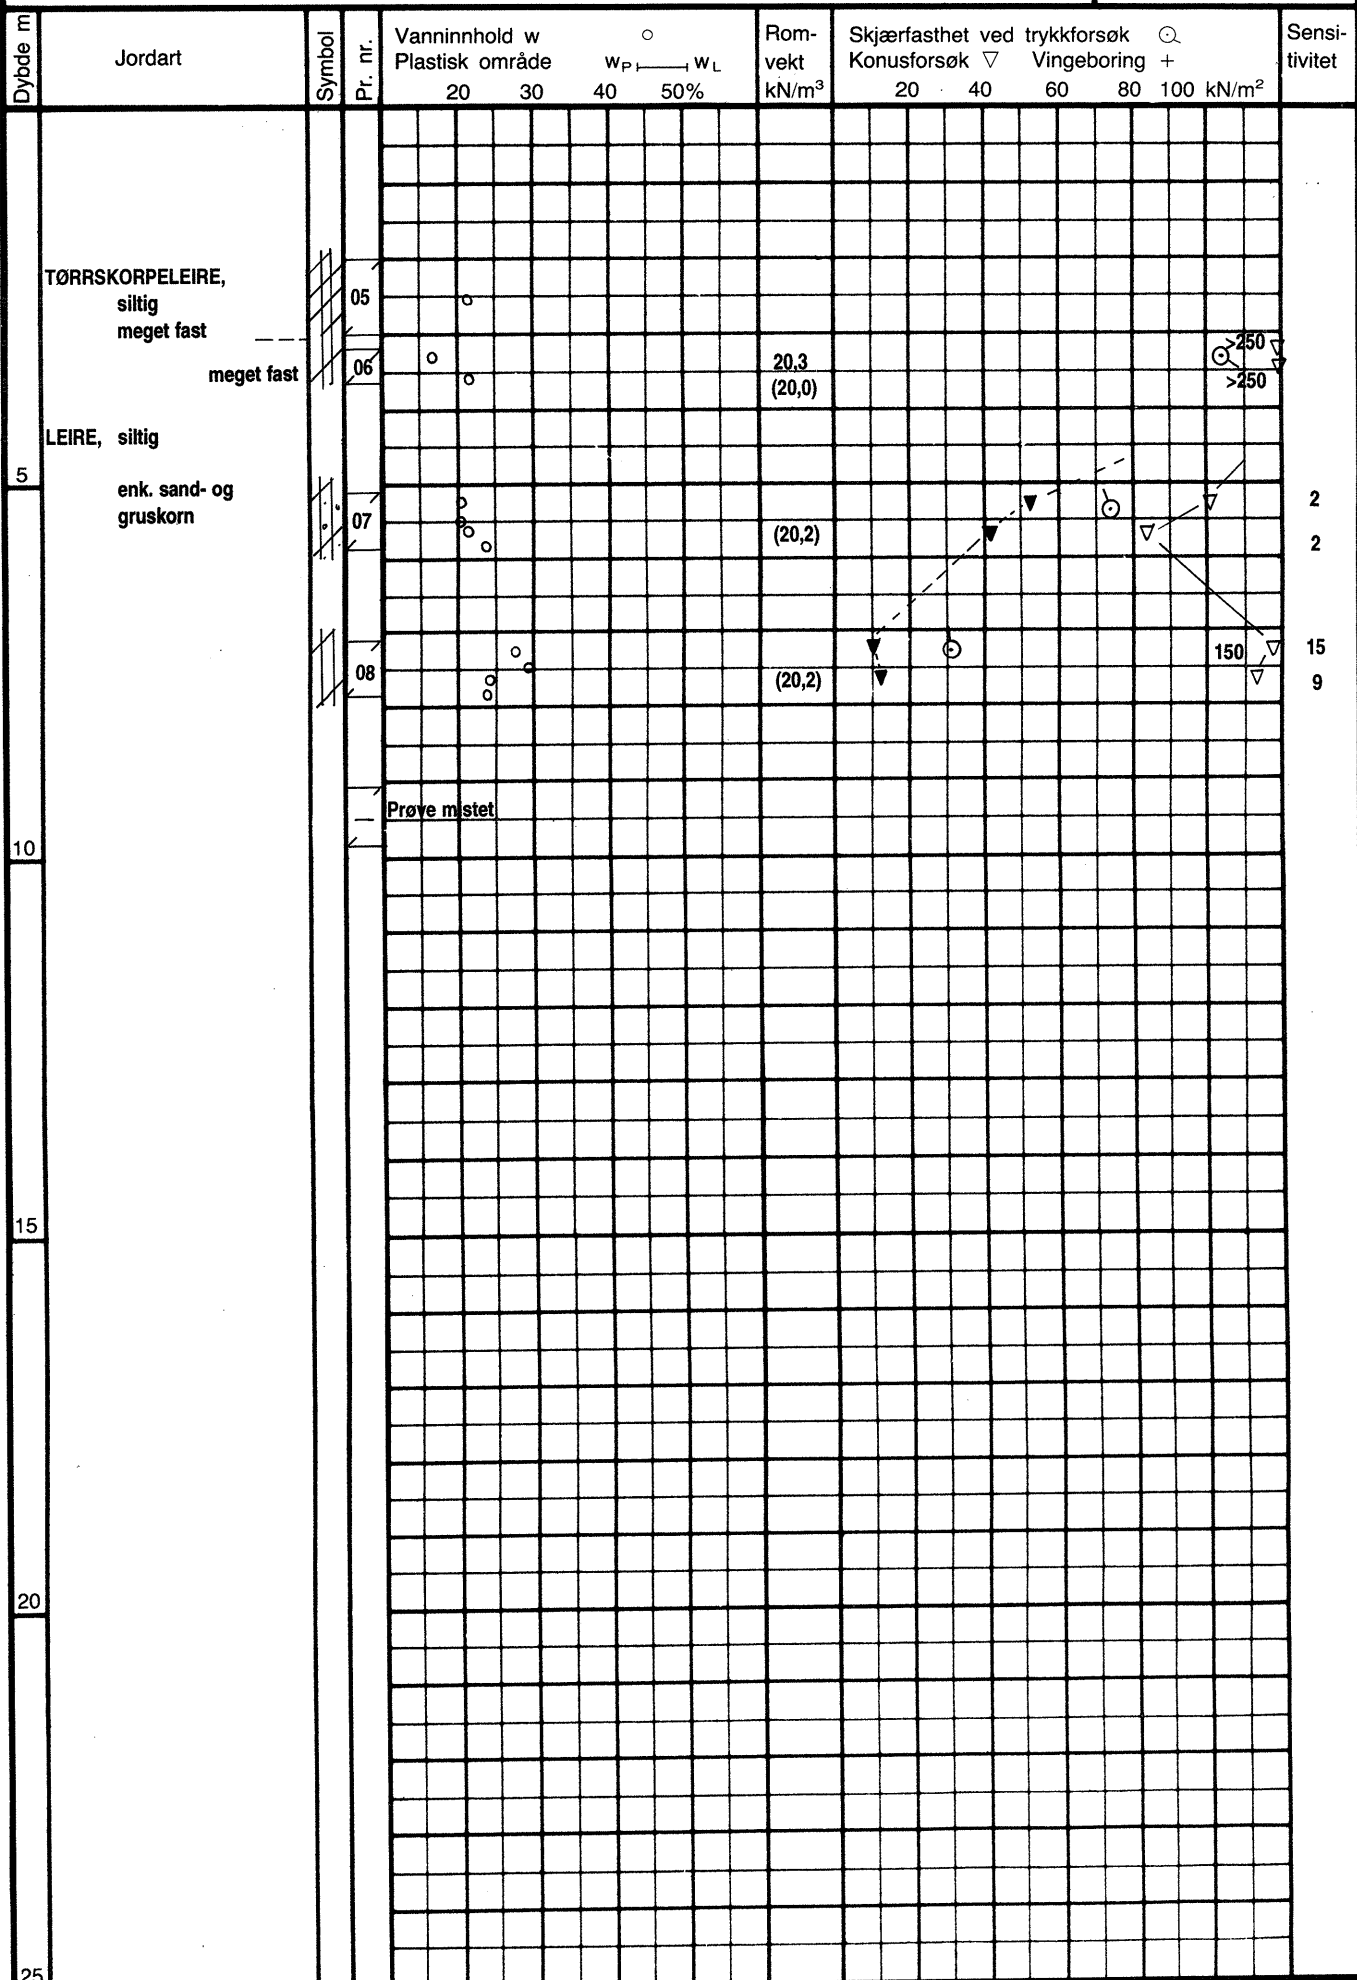 Dybde m
Jordart
Symbol
Pr. nr.
Vanninnhold w
Plastisk område wP wL
20 30 40 50%
Rom-
vekt
kN/m³
Skjærfasthet ved trykkforsøk
Konusforsøk ▽ Vingeboring +
20 40 60 80 100 kN/m²
Sensi-
tivitet
TØRRSKORPELEIRE,
siltig
meget fast
05
>250
meget fast
06
20,3
(20,0)
>250
LEIRE, siltig
5
enk. sand- og
gruskorn
07
(20,2)
2
2
08
(20,2)
150
15
9
Prøve mistet
10
15
20
25